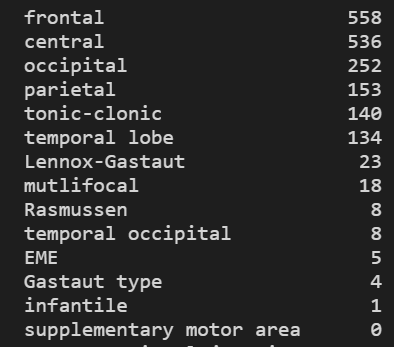 frontal 558
central 536
occipital 252
parietal 153
tonic-clonic 140
temporal lobe 134
Lennox-Gastaut 23
mutlifocal 18
Rasmussen 8
temporal occipital 8
EME 5
Gastaut type 4
infantile 1
supplementary motor area 0